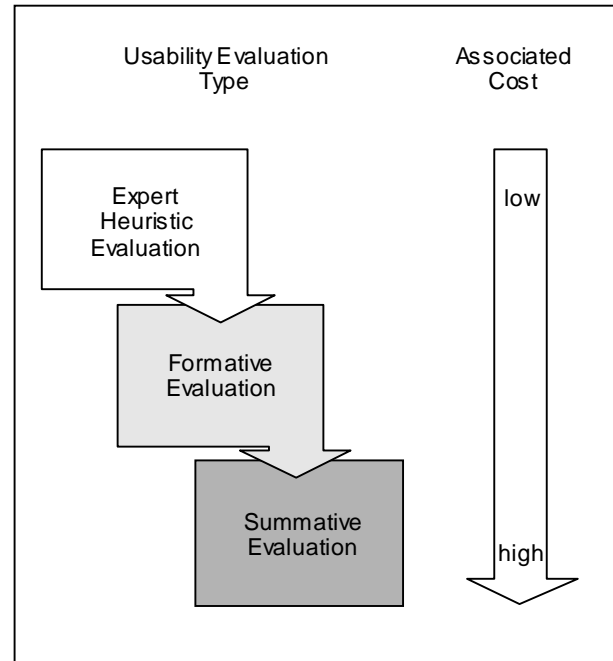 Usability Evaluation
Type
Associated
Cost
Expert
Heuristic
Evaluation
low
Formative
Evaluation
Summative
Evaluation
high